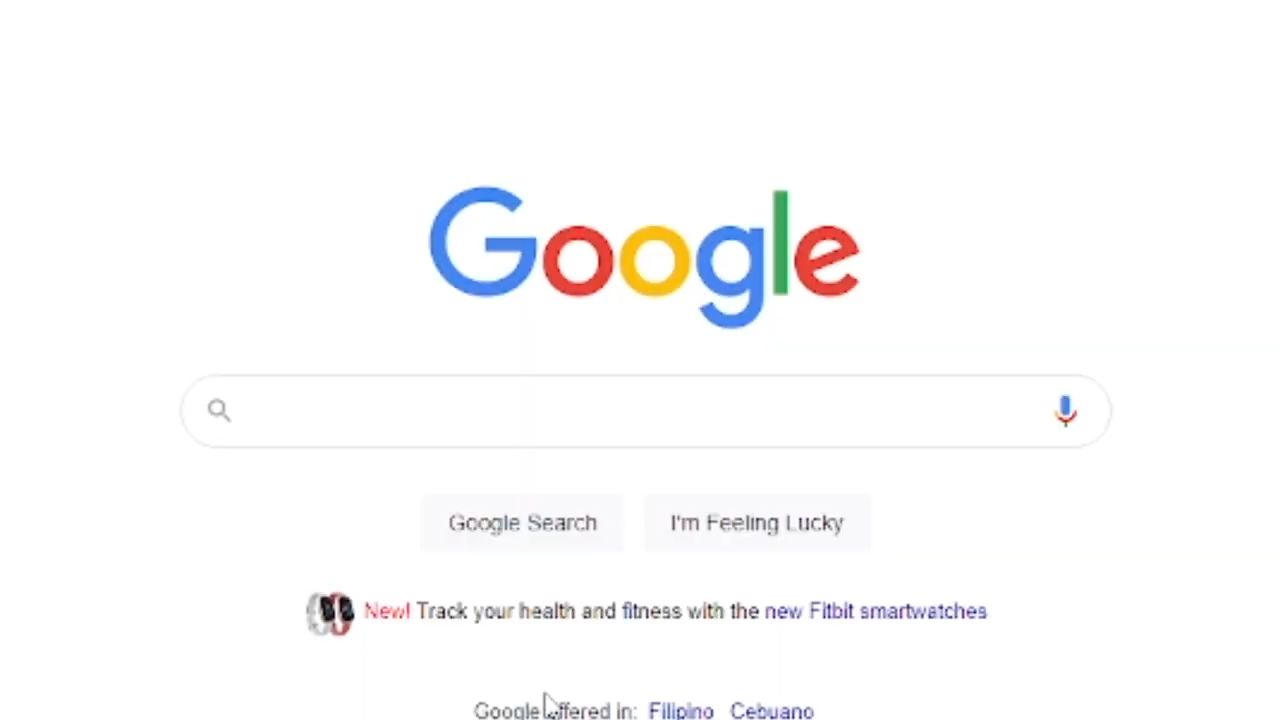 Google
Google Search I'm Feeling Lucky
New! Track your health and fitness with the new Fitbit smartwatches
Google offered in: Filipino Cebuano